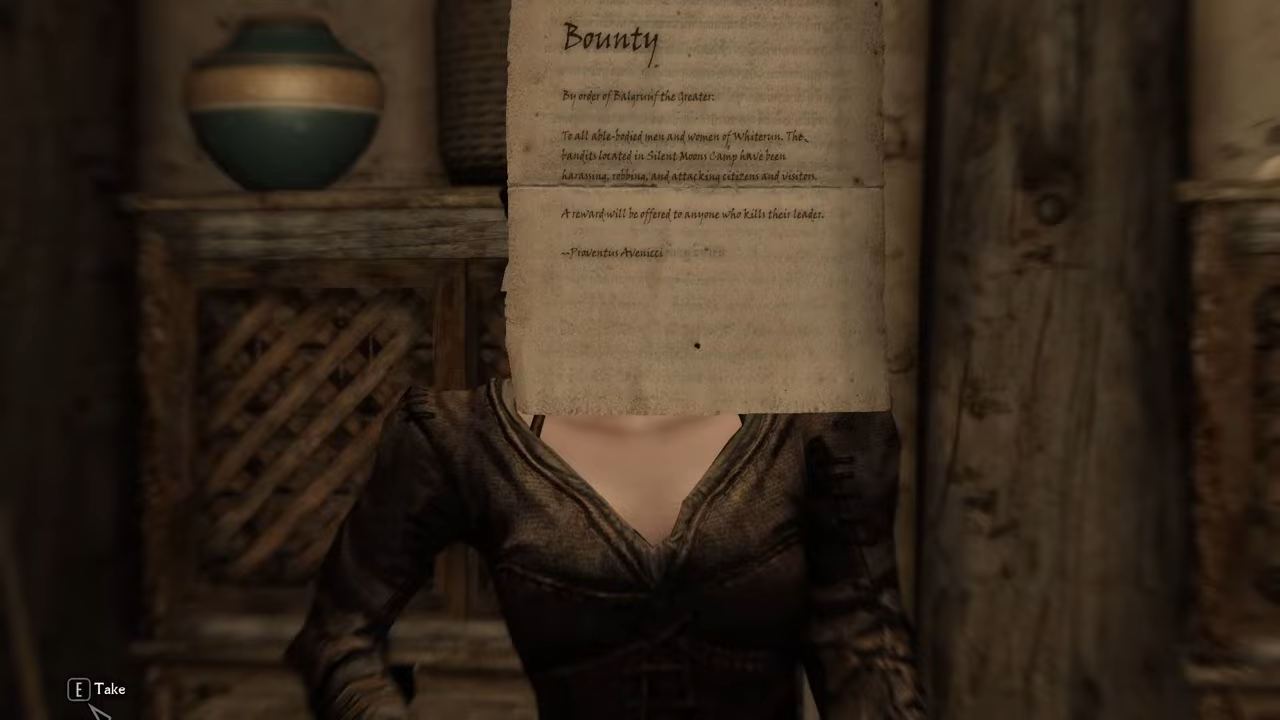 Bounty
By order of Balgruuf the Greater:
To all able-bodied men and women of Whiterun. The
bandits located in Silent Moons Camp have been
harassing, robbing, and attacking citizens and visitors.
A reward will be offered to anyone who kills their leader.
--Proventus Avenicci
E Take